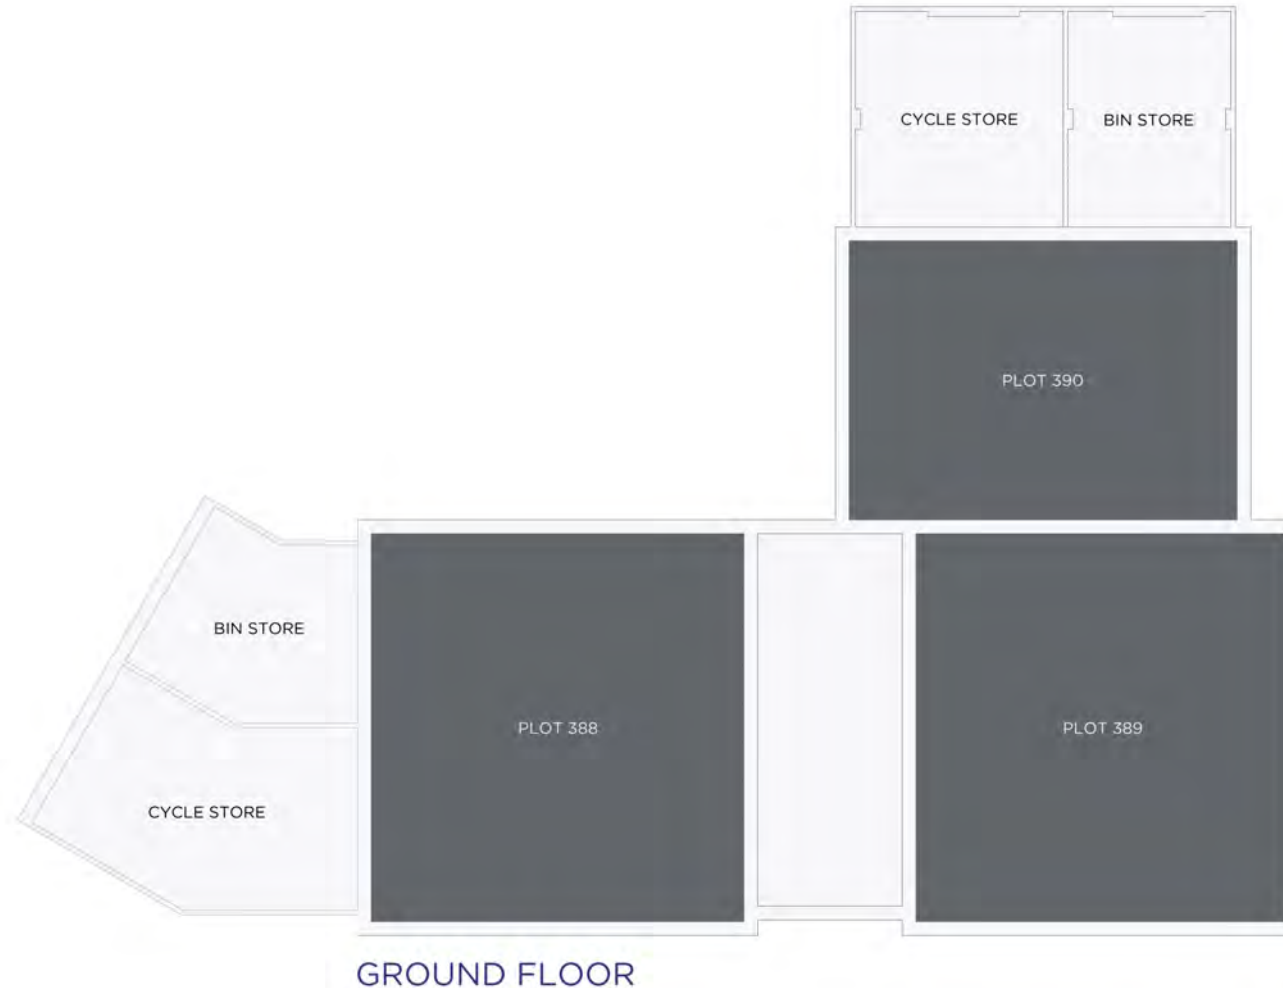 CYCLE STORE
BIN STORE
PLOT 390
BIN STORE
PLOT 388
PLOT 389
CYCLE STORE
GROUND FLOOR